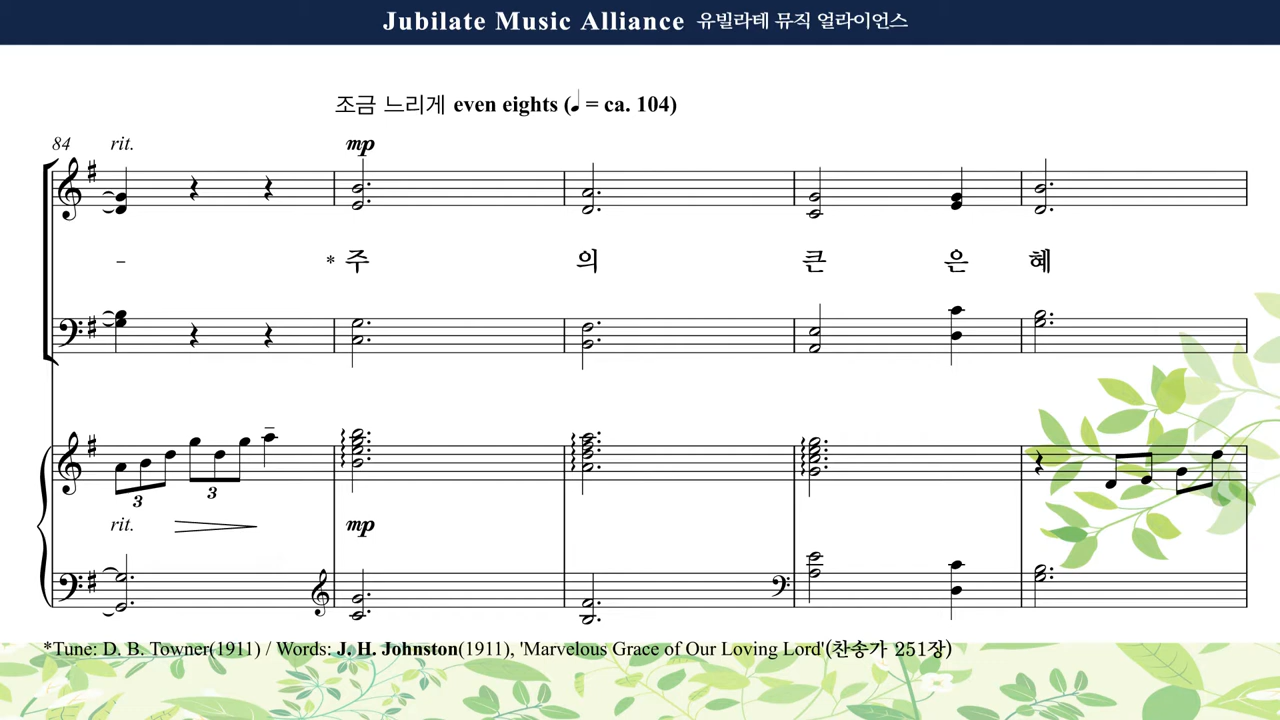 Jubilate Music Alliance 유빌라테 뮤직 얼라이언스
조금 느리게 even eights (♩ = ca. 104)
84 rit. mp
- * 주 의 큰 은 혜
3 3
rit. mp
*Tune: D. B. Towner(1911) / Words: J. H. Johnston(1911), 'Marvelous Grace of Our Loving Lord'(찬송가 251장)